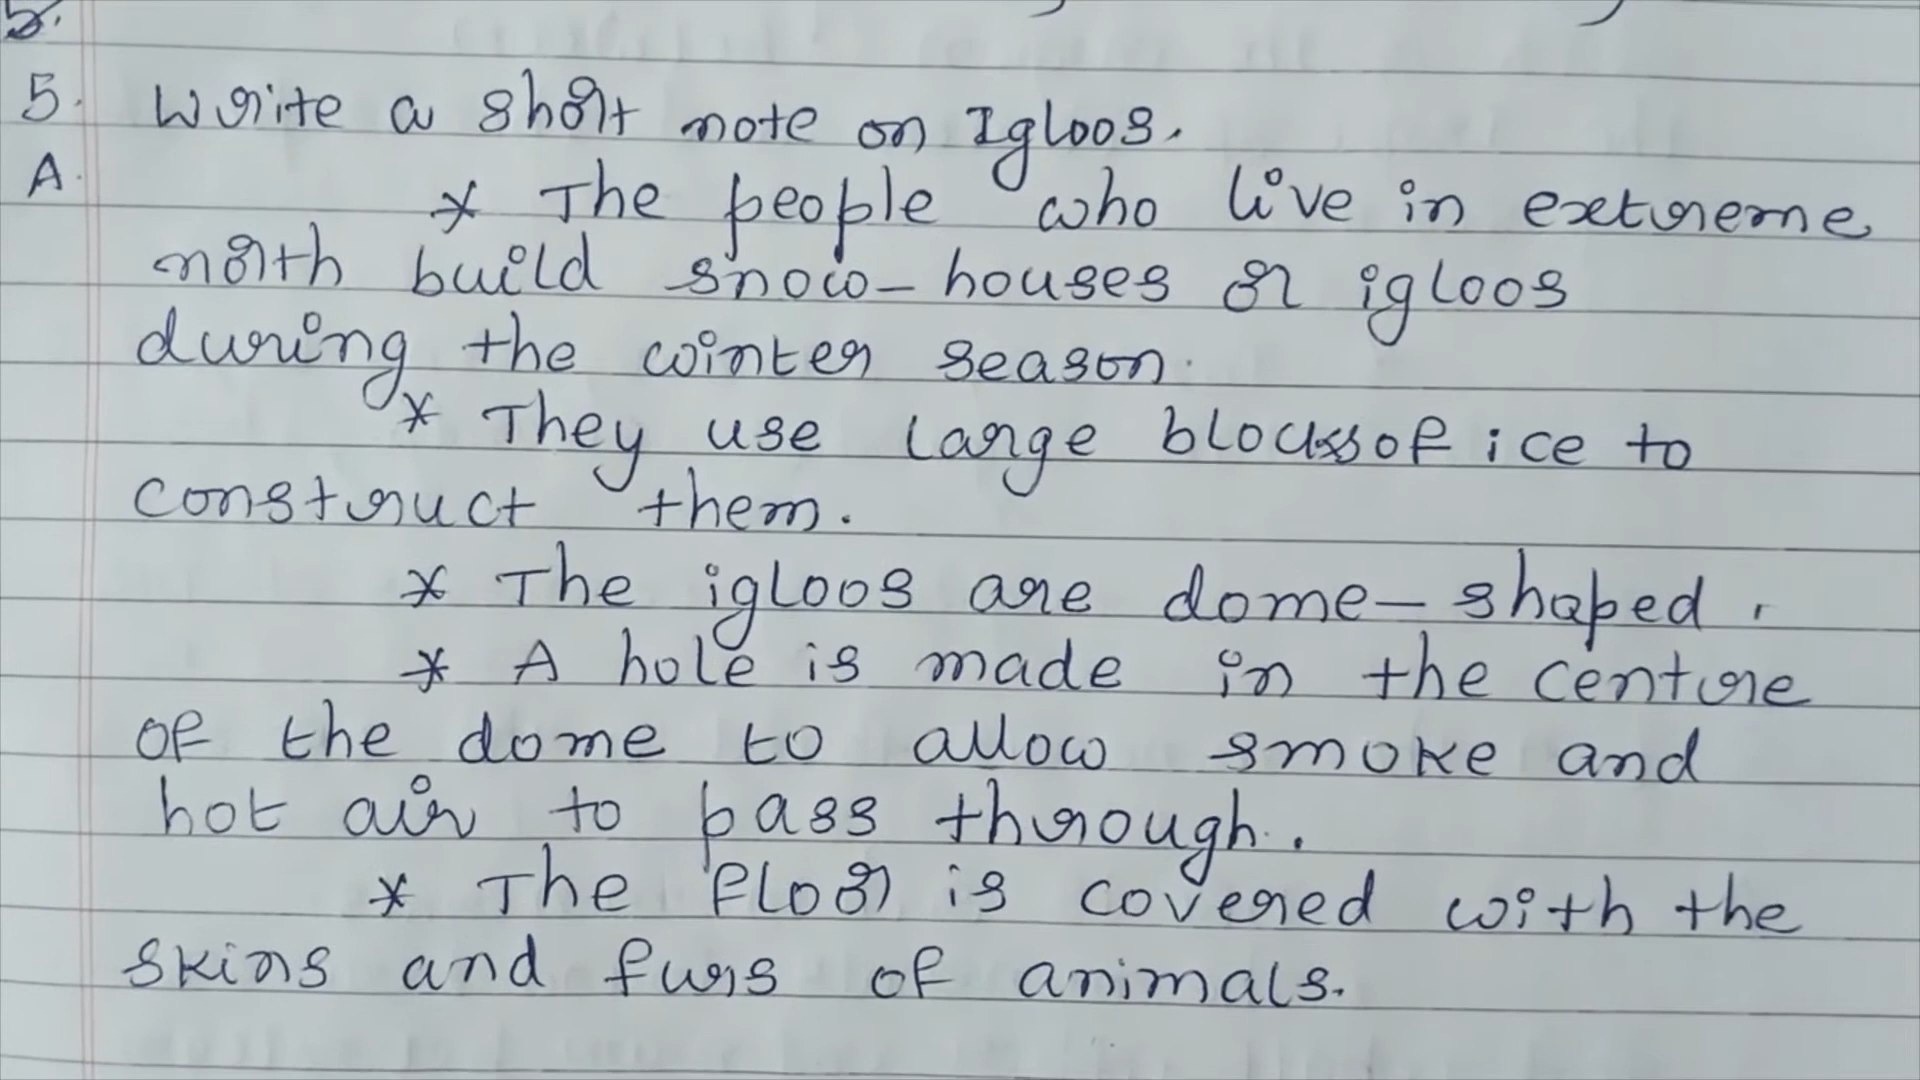 5. Write a short note on Igloos.
A.
* The people who live in extreme
north build snow-houses or igloos
during the winter season.
* They use large blocks of ice to
construct them.
* The igloos are dome-shaped.
* A hole is made in the centre
of the dome to allow smoke and
hot air to pass through.
* The floor is covered with the
skins and furs of animals.